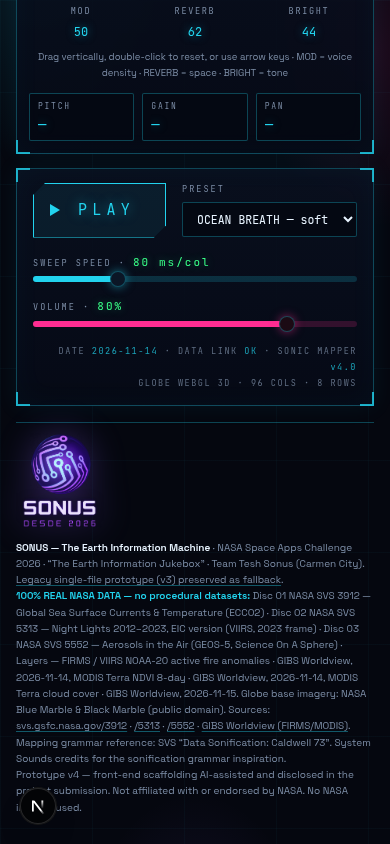 MOD REVERB BRIGHT
50 62 44
Drag vertically, double-click to reset, or use arrow keys · MOD = voice
density · REVERB = space · BRIGHT = tone
PITCH GAIN PAN
— — —
PLAY
PRESET
OCEAN BREATH — soft
SWEEP SPEED · 80 ms/col
VOLUME · 80%
DATE 2026-11-14 · DATA LINK OK · SONIC MAPPER
v4.0
GLOBE WEBGL 3D · 96 COLS · 8 ROWS
SONUS
DESDE 2026
SONUS — The Earth Information Machine · NASA Space Apps Challenge
2026 · "The Earth Information Jukebox" · Team Tesh Sonus (Carmen City).
Legacy single-file prototype (v3) preserved as fallback.
100% REAL NASA DATA — no procedural datasets: Disc 01 NASA SVS 3912 —
Global Sea Surface Currents & Temperature (ECCO2) · Disc 02 NASA SVS
5313 — Night Lights 2012–2023, EIC version (VIIRS, 2023 frame) · Disc 03
NASA SVS 5552 — Aerosols in the Air (GEOS-5, Science On A Sphere) ·
Layers — FIRMS / VIIRS NOAA-20 active fire anomalies · GIBS Worldview,
2026-11-14, MODIS Terra NDVI 8-day · GIBS Worldview, 2026-11-14, MODIS
Terra cloud cover · GIBS Worldview, 2026-11-15. Globe base imagery: NASA
Blue Marble & Black Marble (public domain). Sources:
svs.gsfc.nasa.gov/3912 · /5313 · /5552 · GIBS Worldview (FIRMS/MODIS).
Mapping grammar reference: SVS "Data Sonification: Caldwell 73". System
Sounds credits for the sonification grammar inspiration.
Prototype v4 — front-end scaffolding AI-assisted and disclosed in the
submission. Not affiliated with or endorsed by NASA. No NASA
N used.